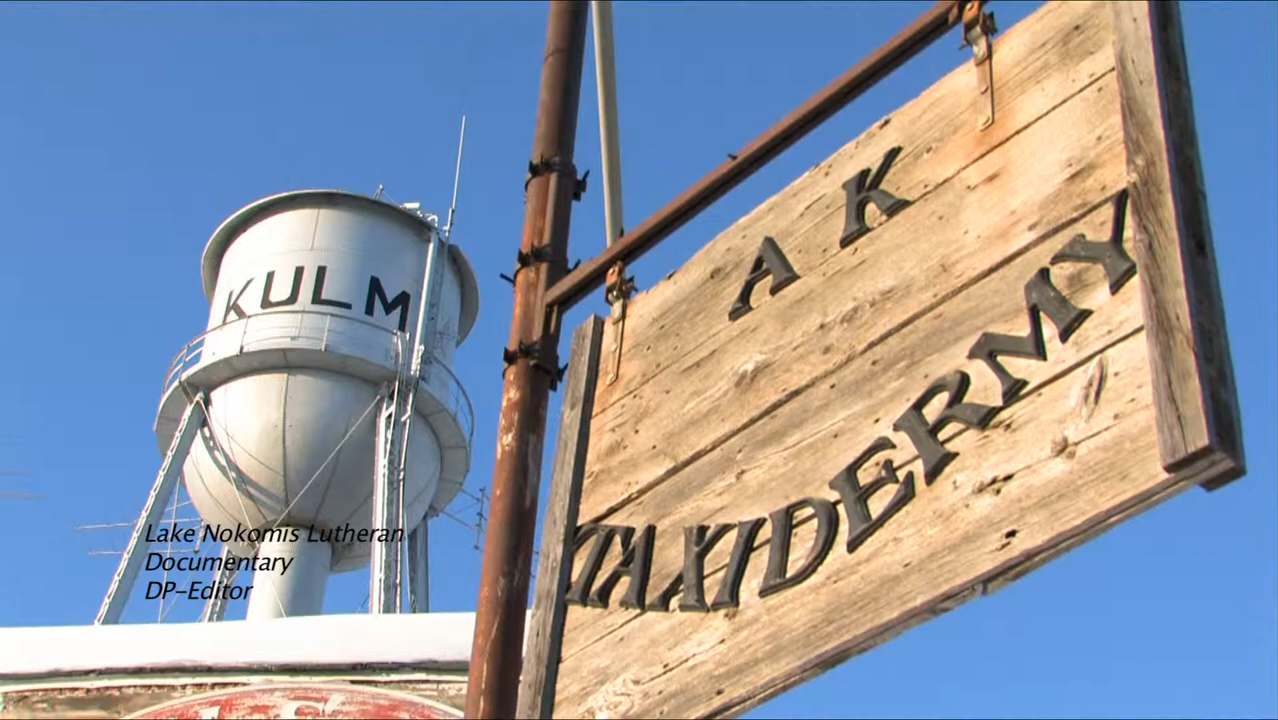 KULM
A K
TAXIDERMY
Lake Nokomis Lutheran
Documentary
DP-Editor